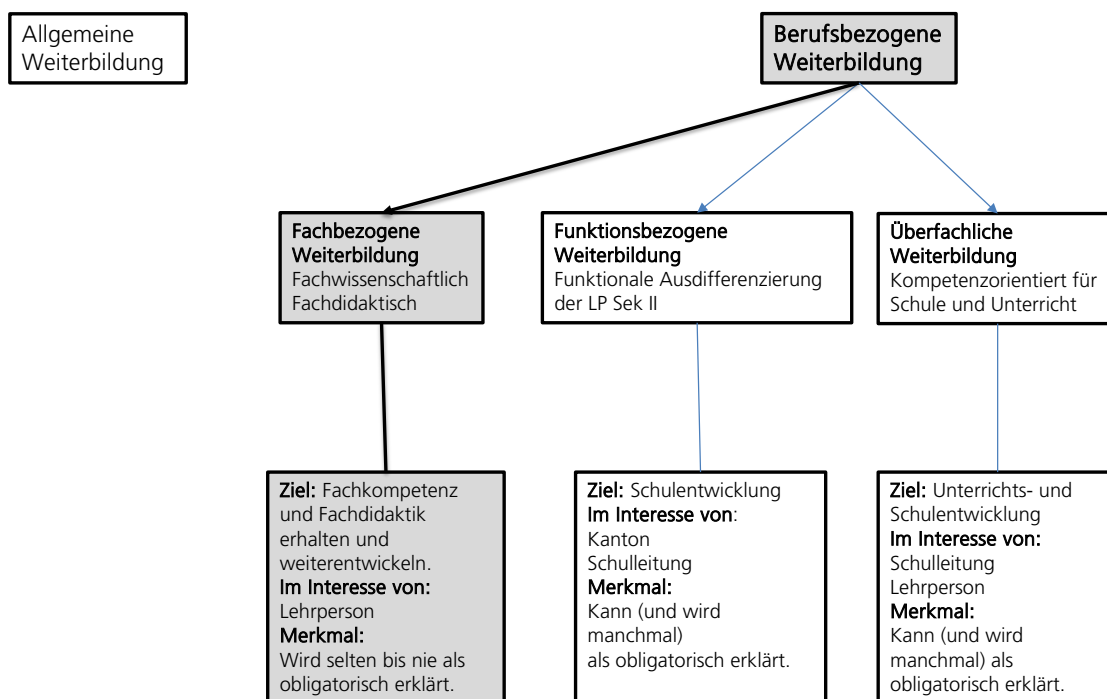 Allgemeine
Weiterbildung
Berufsbezogene
Weiterbildung
Fachbezogene
Weiterbildung
Fachwissenschaftlich
Fachdidaktisch
Funktionsbezogene
Weiterbildung
Funktionale Ausdifferenzierung
der LP Sek II
Überfachliche
Weiterbildung
Kompetenzorientiert für
Schule und Unterricht
Ziel: Fachkompetenz
und Fachdidaktik
erhalten und
weiterentwickeln.
Im Interesse von:
Lehrperson
Merkmal:
Wird selten bis nie als
obligatorisch erklärt.
Ziel: Schulentwicklung
Im Interesse von:
Kanton
Schulleitung
Merkmal:
Kann (und wird
manchmal)
als obligatorisch erklärt.
Ziel: Unterrichts- und
Schulentwicklung
Im Interesse von:
Schulleitung
Lehrperson
Merkmal:
Kann (und wird
manchmal) als
obligatorisch erklärt.